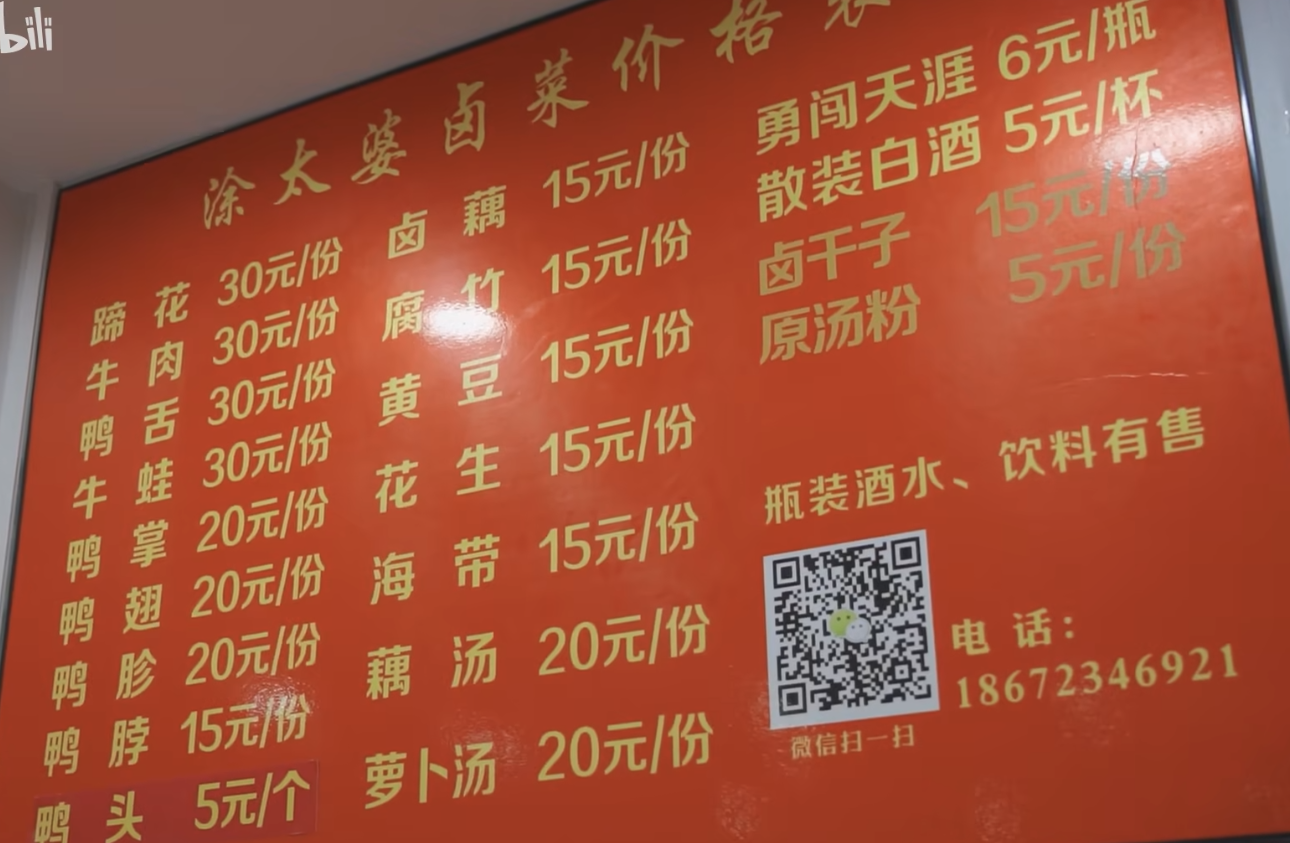 bili
涂太婆卤菜价格表
蹄花 30元/份
牛肉 30元/份
鸭舌 30元/份
牛蛙 30元/份
鸭掌 20元/份
鸭翅 20元/份
鸭胗 20元/份
鸭脖 15元/份
鸭头 5元/个
卤藕 15元/份
腐竹 15元/份
黄豆 15元/份
花生 15元/份
海带 15元/份
藕汤 20元/份
萝卜汤 20元/份
勇闯天涯 6元/瓶
散装白酒 5元/杯
卤干子 15元/份
原汤粉 5元/份
瓶装酒水、饮料有售
电话：
18672346921
微信扫一扫